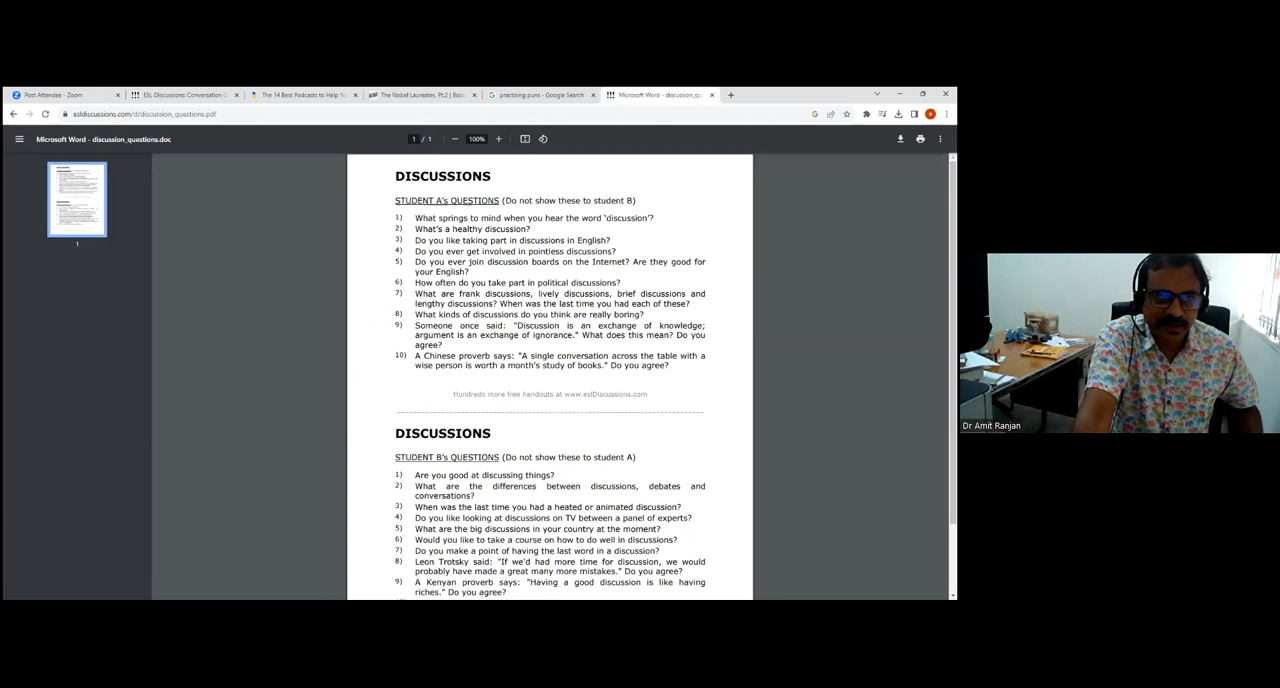 Post Attendee - Zoom
ESL Discussions: Conversation Q
The 14 Best Podcasts to Help Yo
The Nobel Laureates, Pt.2 | Boo
practising puns - Google Search
Microsoft Word - discussion_qu
esldiscussions.com/d/discussion_questions.pdf
Microsoft Word - discussion_questions.doc
1 / 1
100%
1
DISCUSSIONS
STUDENT A's QUESTIONS (Do not show these to student B)
1) What springs to mind when you hear the word 'discussion'?
2) What's a healthy discussion?
3) Do you like taking part in discussions in English?
4) Do you ever get involved in pointless discussions?
5) Do you ever join discussion boards on the Internet? Are they good for
your English?
6) How often do you take part in political discussions?
7) What are frank discussions, lively discussions, brief discussions and
lengthy discussions? When was the last time you had each of these?
8) What kinds of discussions do you think are really boring?
9) Someone once said: "Discussion is an exchange of knowledge;
argument is an exchange of ignorance." What does this mean? Do you
agree?
10) A Chinese proverb says: "A single conversation across the table with a
wise person is worth a month's study of books." Do you agree?
Hundreds more free handouts at www.eslDiscussions.com
DISCUSSIONS
STUDENT B's QUESTIONS (Do not show these to student A)
1) Are you good at discussing things?
2) What are the differences between discussions, debates and
conversations?
3) When was the last time you had a heated or animated discussion?
4) Do you like looking at discussions on TV between a panel of experts?
5) What are the big discussions in your country at the moment?
6) Would you like to take a course on how to do well in discussions?
7) Do you make a point of having the last word in a discussion?
8) Leon Trotsky said: "If we'd had more time for discussion, we would
probably have made a great many more mistakes." Do you agree?
9) A Kenyan proverb says: "Having a good discussion is like having
riches." Do you agree?
Dr Amit Ranjan